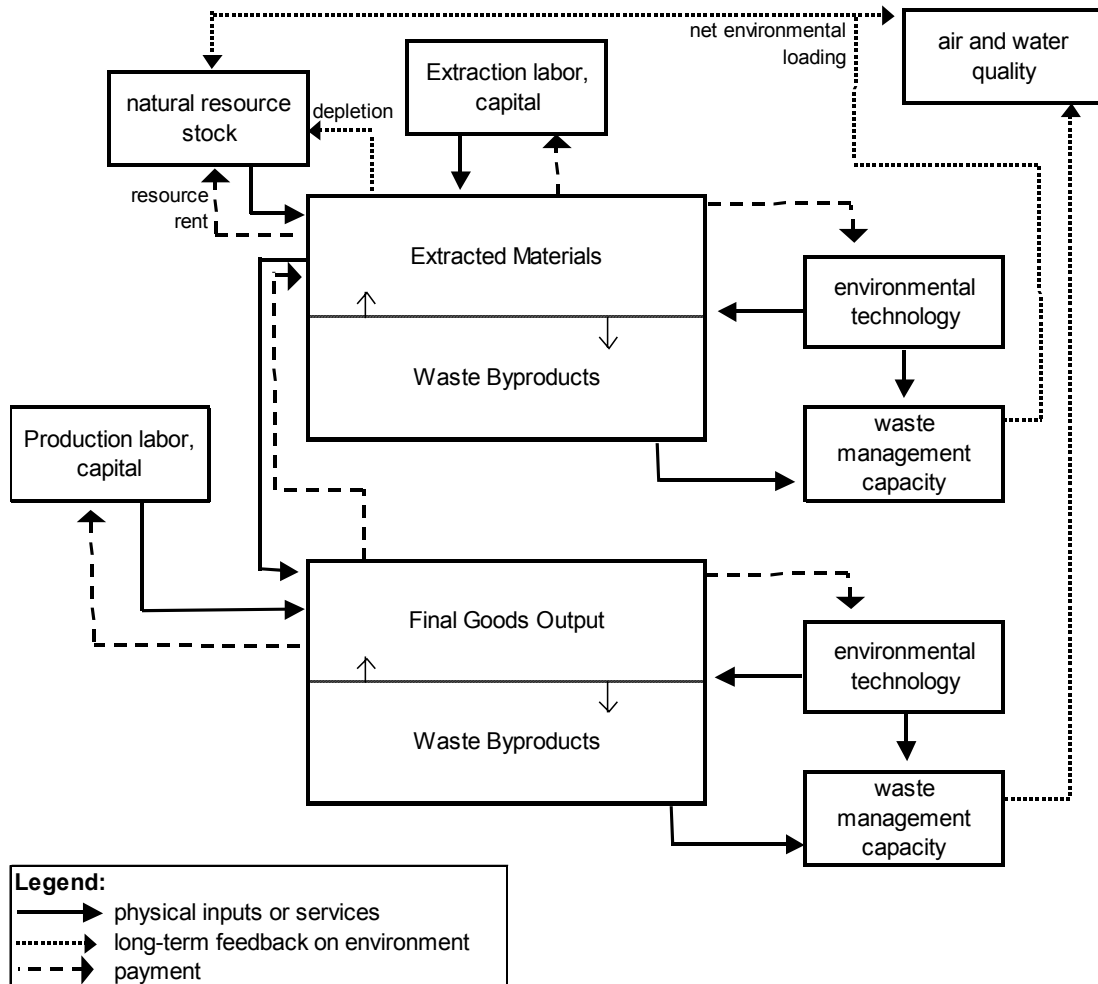 net environmental
loading
air and water
quality
Extraction labor,
capital
natural resource
stock
depletion
resource
rent
Extracted Materials
environmental
technology
Waste Byproducts
waste
management
capacity
Production labor,
capital
Final Goods Output
environmental
technology
Waste Byproducts
waste
management
capacity
Legend:
physical inputs or services
long-term feedback on environment
payment